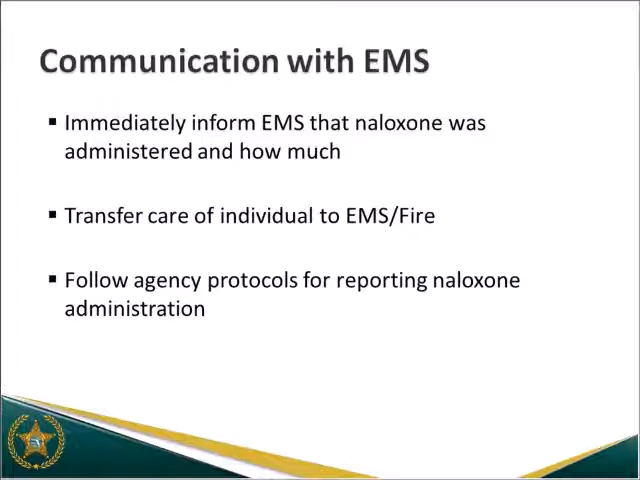 Communication with EMS
▪ Immediately inform EMS that naloxone was
administered and how much
▪ Transfer care of individual to EMS/Fire
▪ Follow agency protocols for reporting naloxone
administration